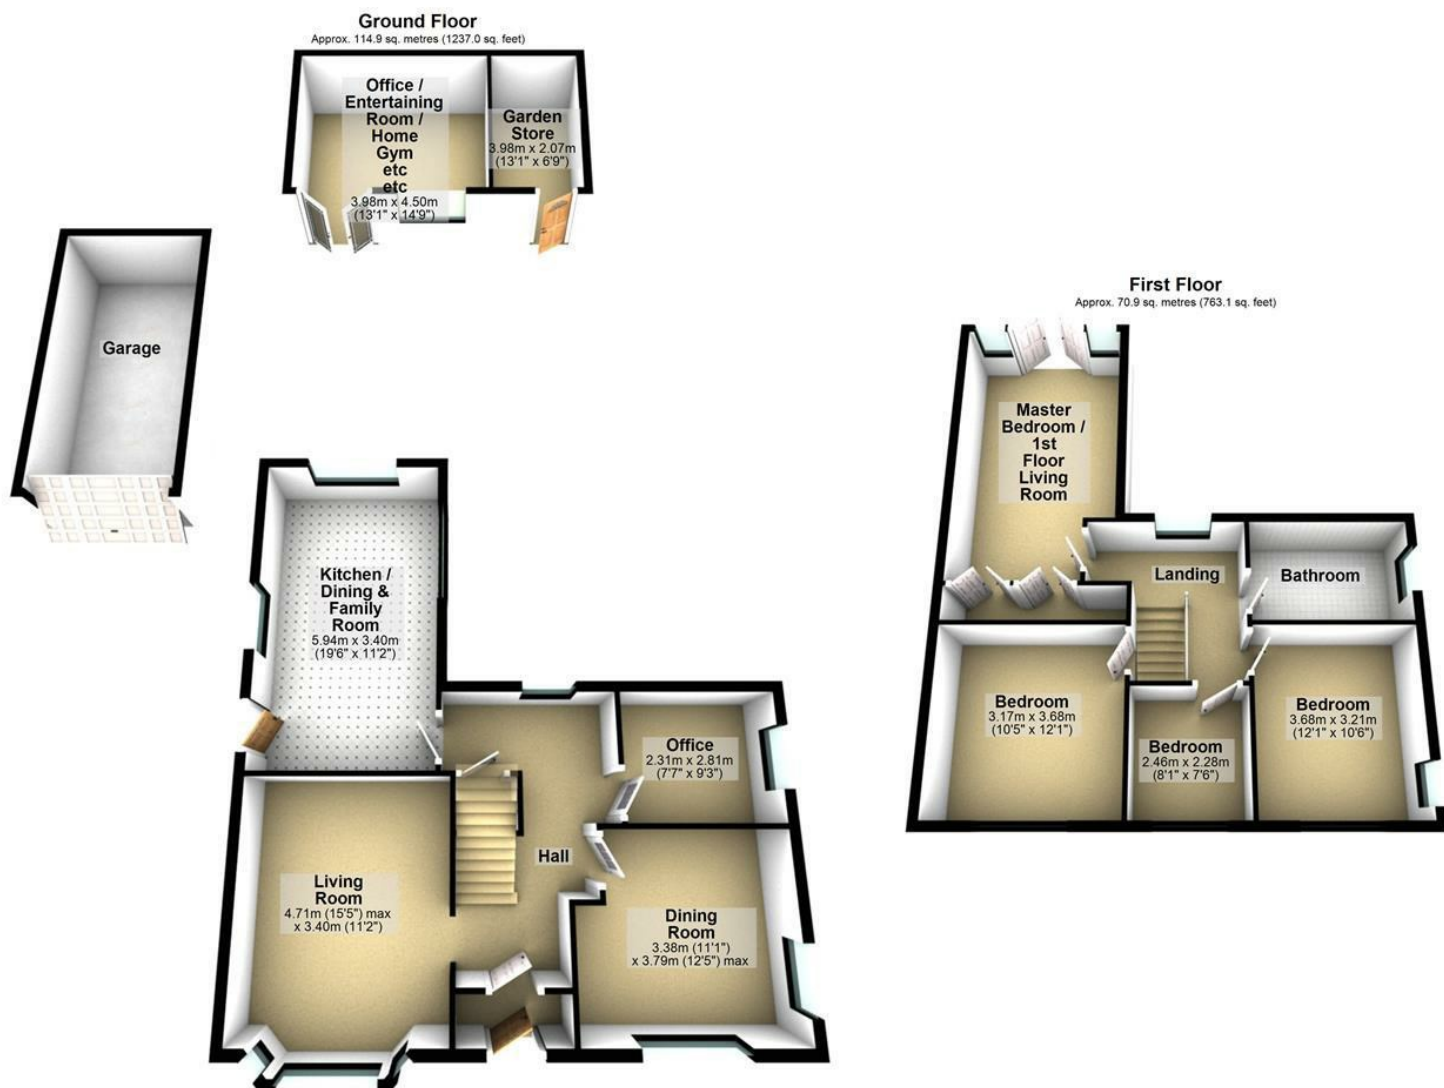 Ground Floor
Approx. 114.9 sq. metres (1237.0 sq. feet)
Office /
Entertaining
Room /
Home
Gym
etc
etc
3.98m x 4.50m
(13'1" x 14'9")
Garden
Store
3.98m x 2.07m
(13'1" x 6'9")
Garage
Kitchen /
Dining &
Family
Room
5.94m x 3.40m
(19'6" x 11'2")
Office
2.31m x 2.81m
(7'7" x 9'3")
Hall
Living
Room
4.71m (15'5") max
x 3.40m (11'2")
Dining
Room
3.38m (11'1")
x 3.79m (12'5") max
First Floor
Approx. 70.9 sq. metres (763.1 sq. feet)
Master
Bedroom /
1st
Floor
Living
Room
Landing
Bathroom
Bedroom
3.17m x 3.68m
(10'5" x 12'1")
Bedroom
2.46m x 2.28m
(8'1" x 7'6")
Bedroom
3.68m x 3.21m
(12'1" x 10'6")